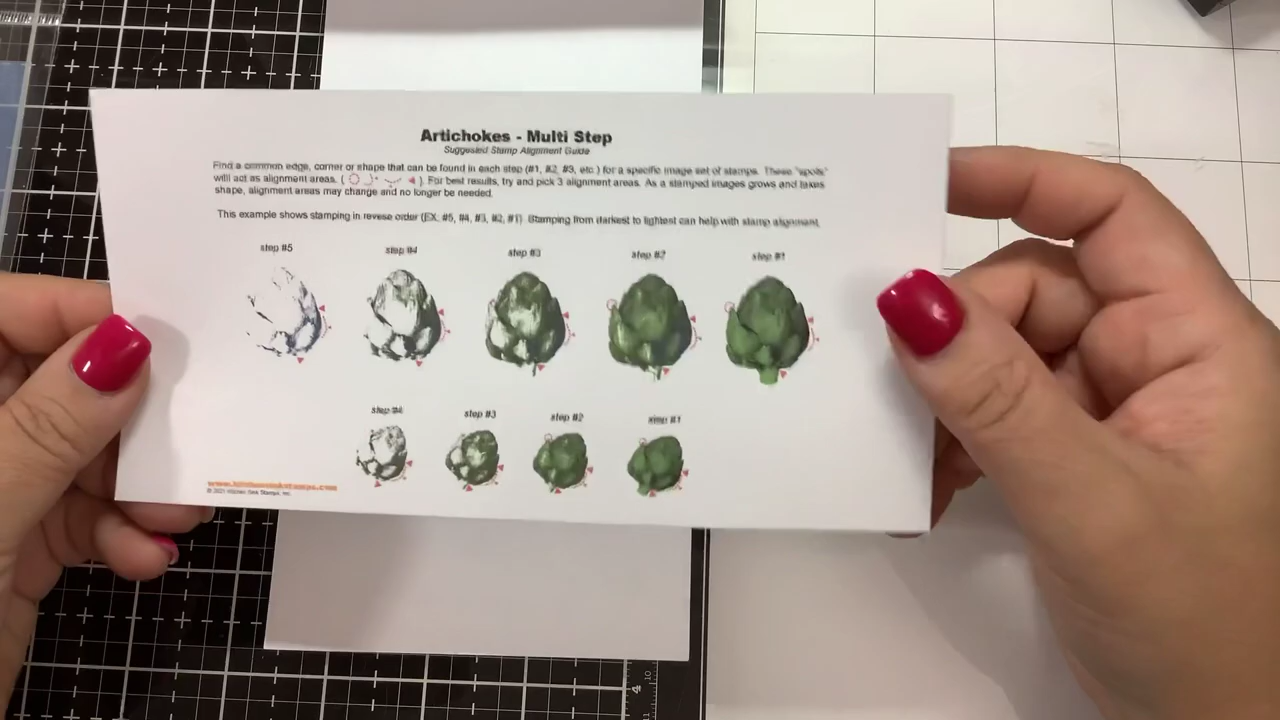 Artichokes - Multi Step
Suggested Stamp Alignment Guide
Find a common edge, corner or shape that can be found in each step (#1, #2, #3, etc.) for a specific image set of stamps. These "spots"
will act as alignment areas. ( ). For best results, try and pick 3 alignment areas. As a stamped images grows and takes
shape, alignment areas may change and no longer be needed.
This example shows stamping in revese order (EX. #5, #4, #3, #2, #1) Stamping from darkest to lightest can help with stamp alignment.
step #5 step #4 step #3 step #2 step #1
step #4 step #3 step #2 step #1
4
10
11